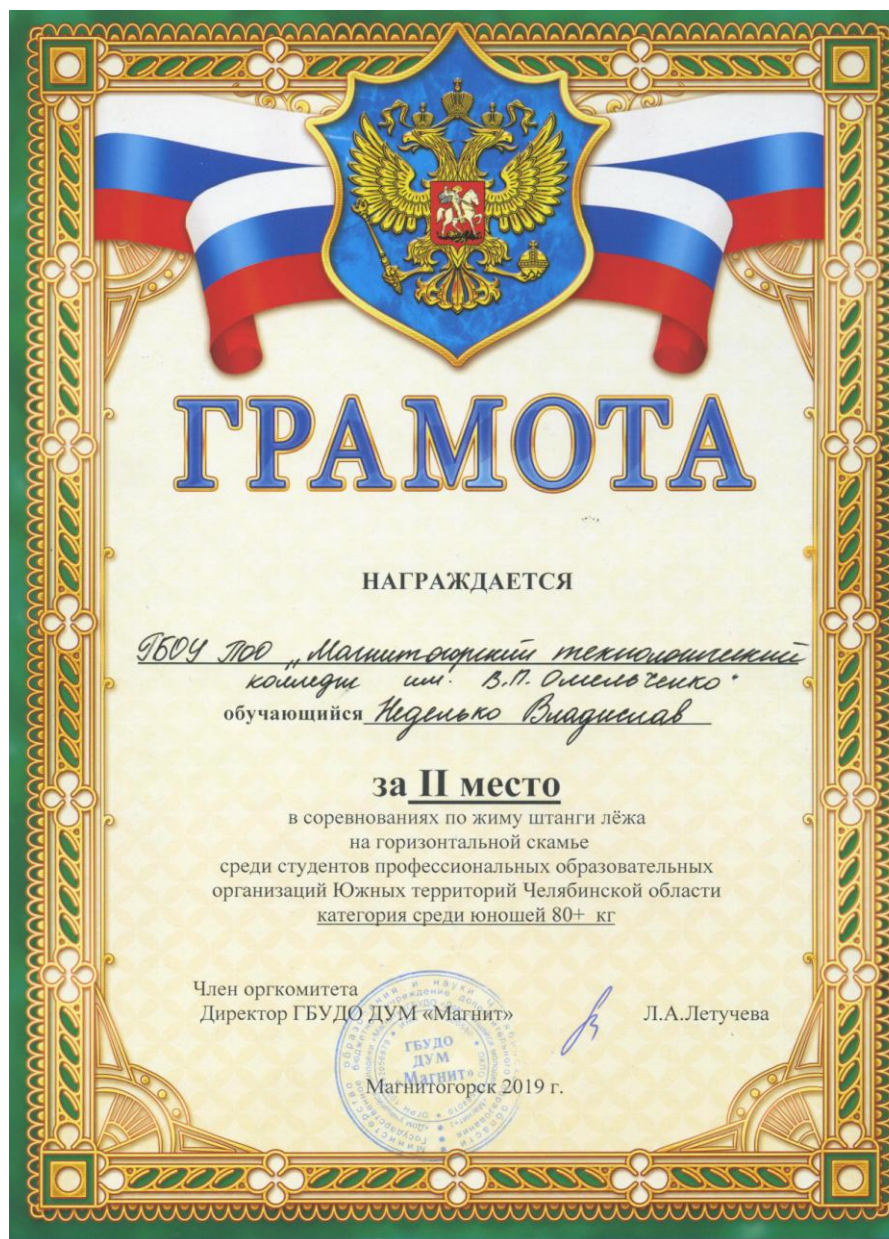 ГРАМОТА
НАГРАЖДАЕТСЯ
ГБОУ ПОО „Магнитогорский технологический
колледж им. В.П. Омельченко"
обучающийся Неделько Владислав
за II место
в соревнованиях по жиму штанги лёжа
на горизонтальной скамье
среди студентов профессиональных образовательных
организаций Южных территорий Челябинской области
категория среди юношей 80+ кг
Член оргкомитета
Директор ГБУДО ДУМ «Магнит» Л.А.Летучева
ГБУДО
ДУМ
«Магнит»
Магнитогорск 2019 г.